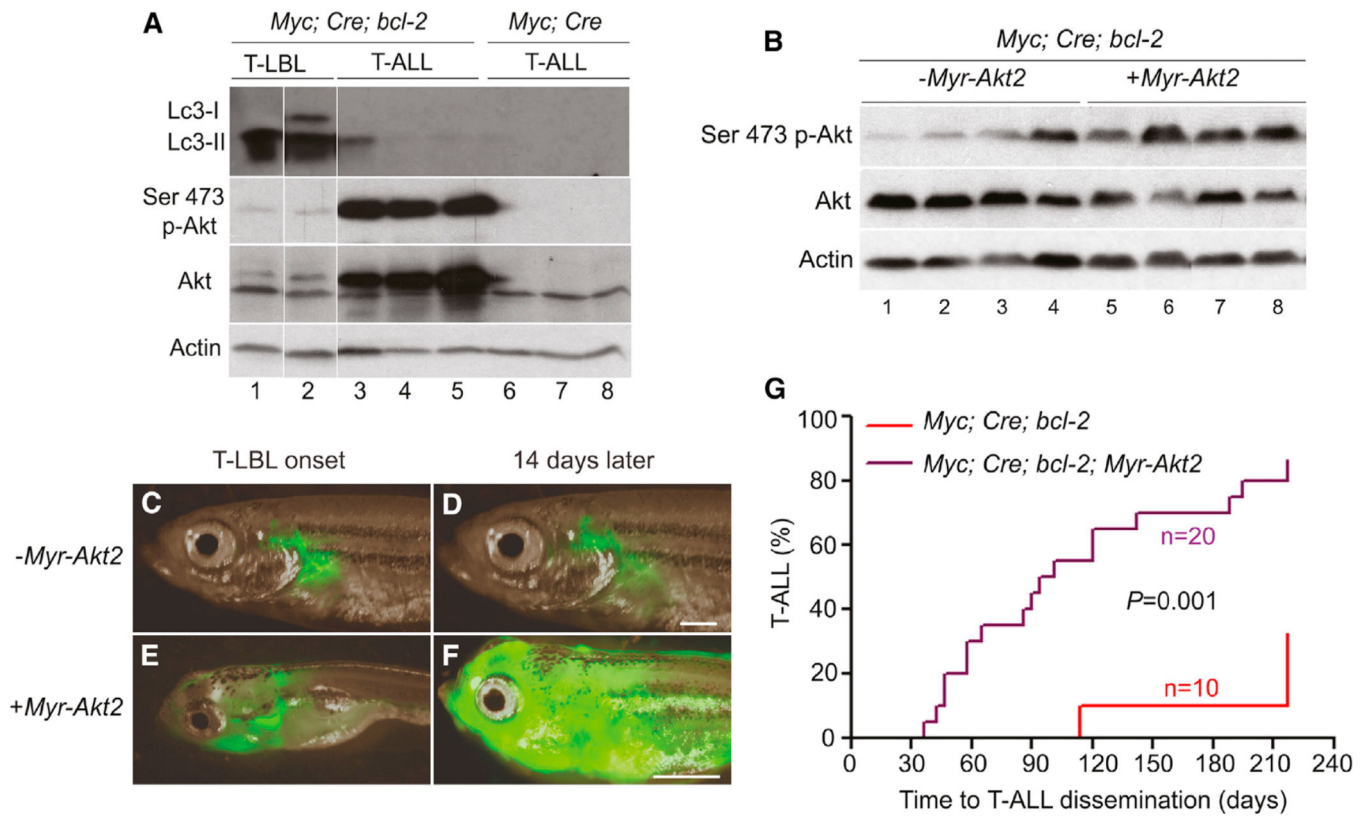 A
Myc; Cre; bcl-2
Myc; Cre
T-LBL
T-ALL
T-ALL
Lc3-I
Lc3-II
Ser 473
p-Akt
Akt
Actin
1 2 3 4 5 6 7 8
B
Myc; Cre; bcl-2
-Myr-Akt2
+Myr-Akt2
Ser 473 p-Akt
Akt
Actin
1 2 3 4 5 6 7 8
T-LBL onset
14 days later
-Myr-Akt2
C
D
+Myr-Akt2
E
F
G
Myc; Cre; bcl-2
Myc; Cre; bcl-2; Myr-Akt2
T-ALL (%)
100
80
60
40
20
0
n=20
P=0.001
n=10
0 30 60 90 120 150 180 210 240
Time to T-ALL dissemination (days)